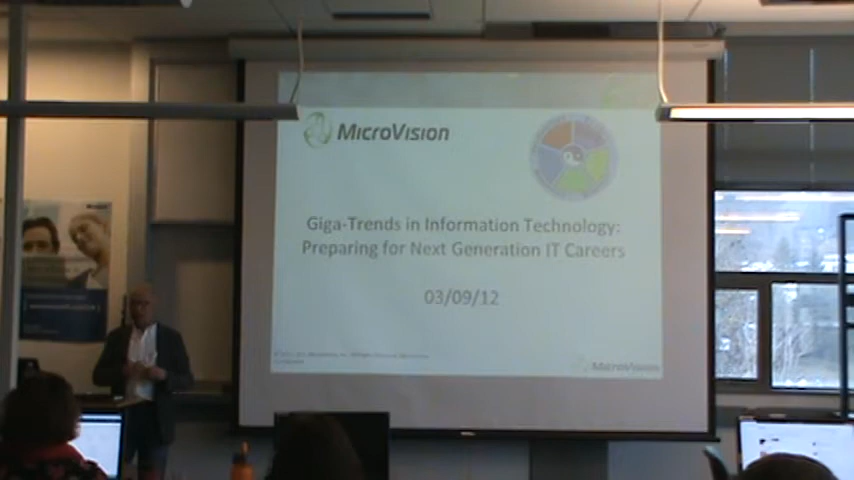 MicroVision
Giga-Trends in Information Technology:
Preparing for Next Generation IT Careers
03/09/12
MicroVision